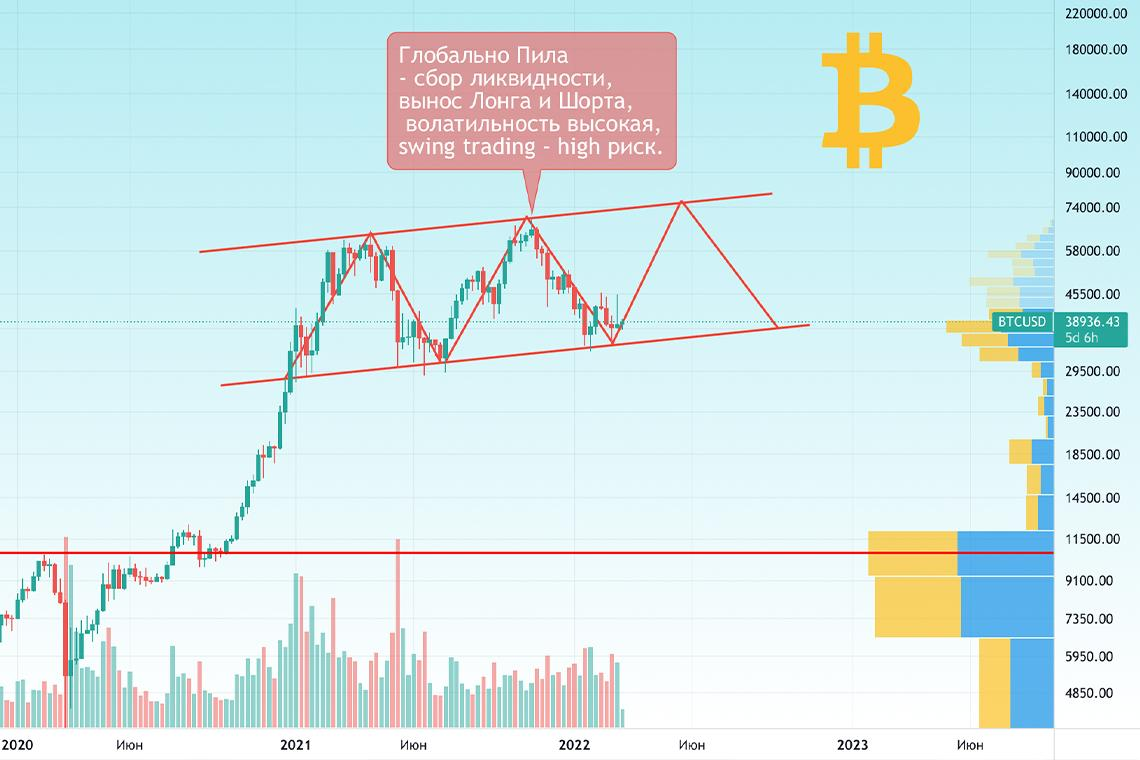 Глобально Пила
- сбор ликвидности,
вынос Лонга и Шорта,
волатильность высокая,
swing trading - high риск.
220000.00
180000.00
140000.00
110000.00
90000.00
74000.00
58000.00
45500.00
BTCUSD 38936.43
5d 6h
29500.00
23500.00
18500.00
14500.00
11500.00
9100.00
7350.00
5950.00
4850.00
2020 Июн 2021 Июн 2022 Июн 2023 Июн